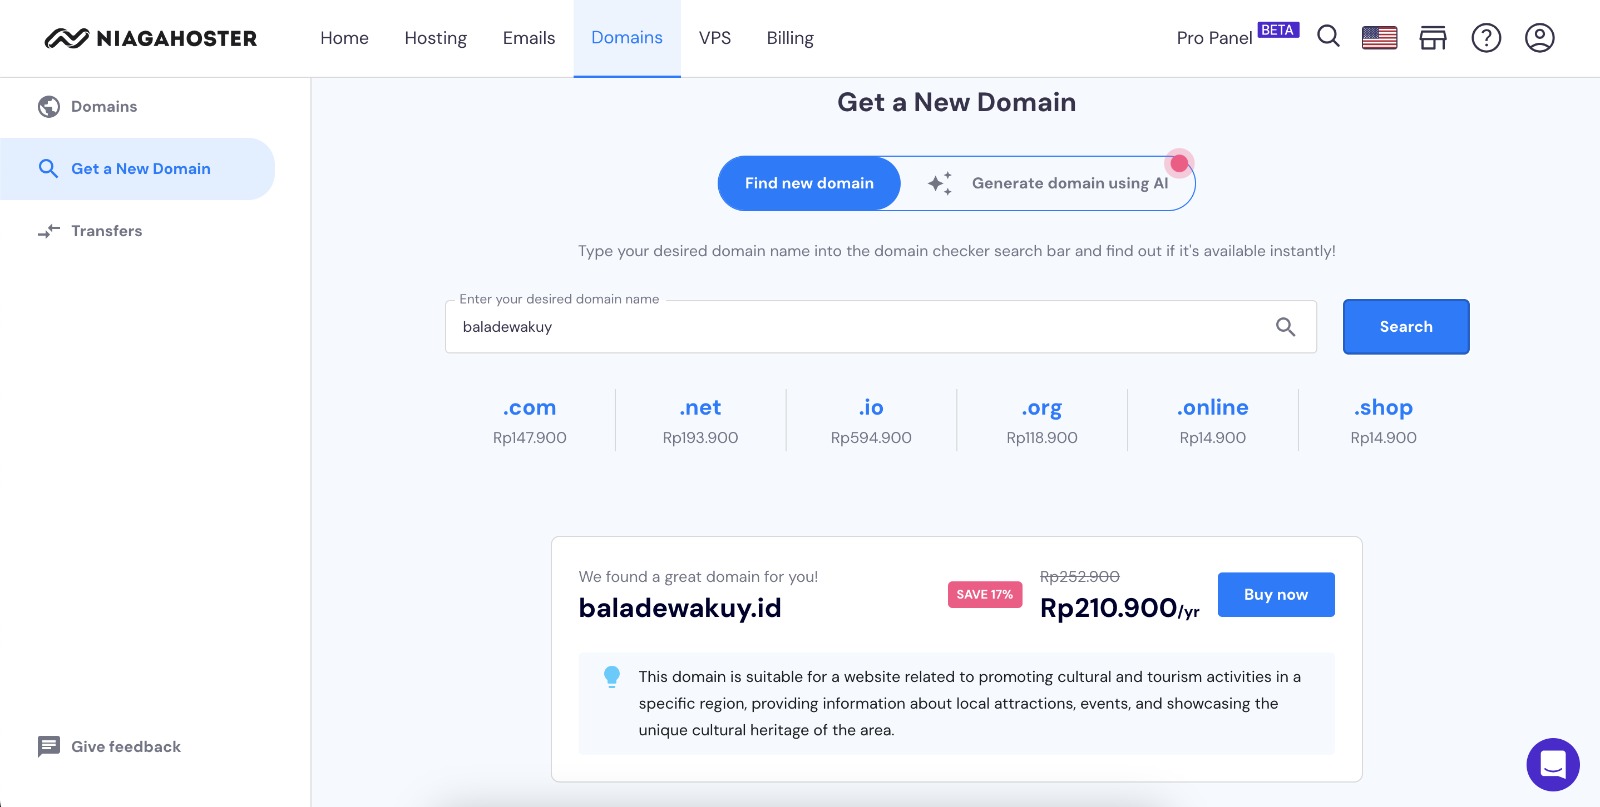 NIAGAHOSTER
Home Hosting Emails Domains VPS Billing
Pro Panel BETA
Domains
Get a New Domain
Transfers
Give feedback
Get a New Domain
Find new domain
Generate domain using AI
Type your desired domain name into the domain checker search bar and find out if it's available instantly!
Enter your desired domain name
baladewakuy
Search
.com .net .io .org .online .shop
Rp147.900 Rp193.900 Rp594.900 Rp118.900 Rp14.900 Rp14.900
We found a great domain for you!
baladewakuy.id
SAVE 17%
Rp252.900
Rp210.900/yr
Buy now
This domain is suitable for a website related to promoting cultural and tourism activities in a
specific region, providing information about local attractions, events, and showcasing the
unique cultural heritage of the area.